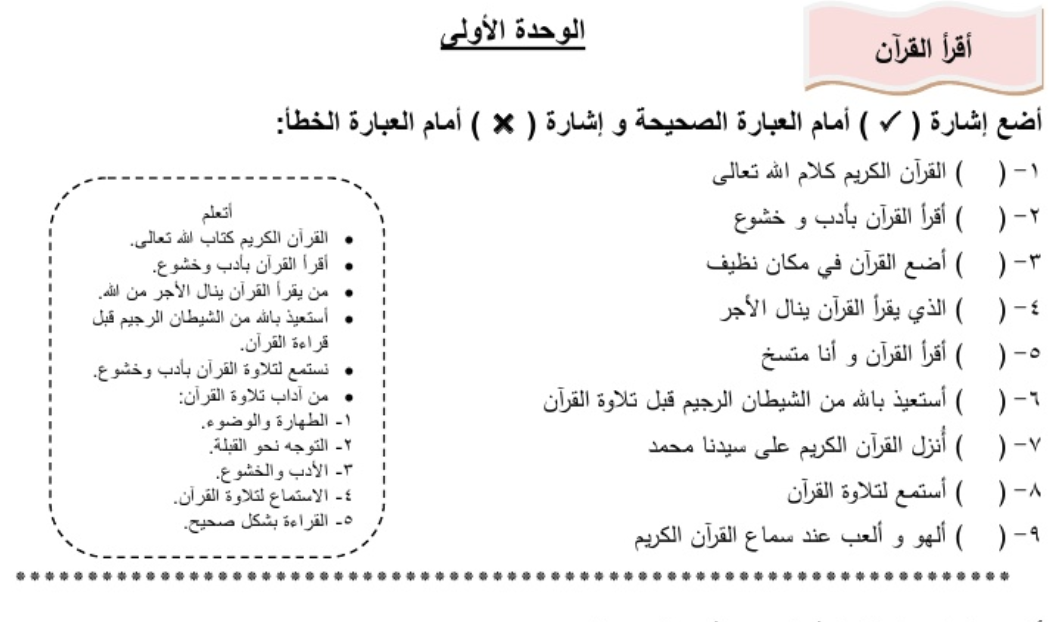 الوحدة الأولى
أقرأ القرآن
أضع إشارة ( ✓ ) أمام العبارة الصحيحة و إشارة ( ✖ ) أمام العبارة الخطأ:
١- ( ) القرآن الكريم كلام الله تعالى
٢- ( ) أقرأ القرآن بأدب و خشوع
٣- ( ) أضع القرآن في مكان نظيف
٤- ( ) الذي يقرأ القرآن ينال الأجر
٥- ( ) أقرأ القرآن و أنا متسخ
٦- ( ) أستعيذ بالله من الشيطان الرجيم قبل تلاوة القرآن
٧- ( ) أُنزل القرآن الكريم على سيدنا محمد
٨- ( ) أستمع لتلاوة القرآن
٩- ( ) ألهو و ألعب عند سماع القرآن الكريم
أتعلم
• القرآن الكريم كتاب الله تعالى.
• أقرأ القرآن بأدب وخشوع.
• من يقرأ القرآن ينال الأجر من الله.
• أستعيذ بالله من الشيطان الرجيم قبل
قراءة القرآن.
• نستمع لتلاوة القرآن بأدب وخشوع.
• من آداب تلاوة القرآن:
١- الطهارة والوضوء.
٢- التوجه نحو القبلة.
٣- الأدب والخشوع.
٤- الاستماع لتلاوة القرآن.
٥- القراءة بشكل صحيح.